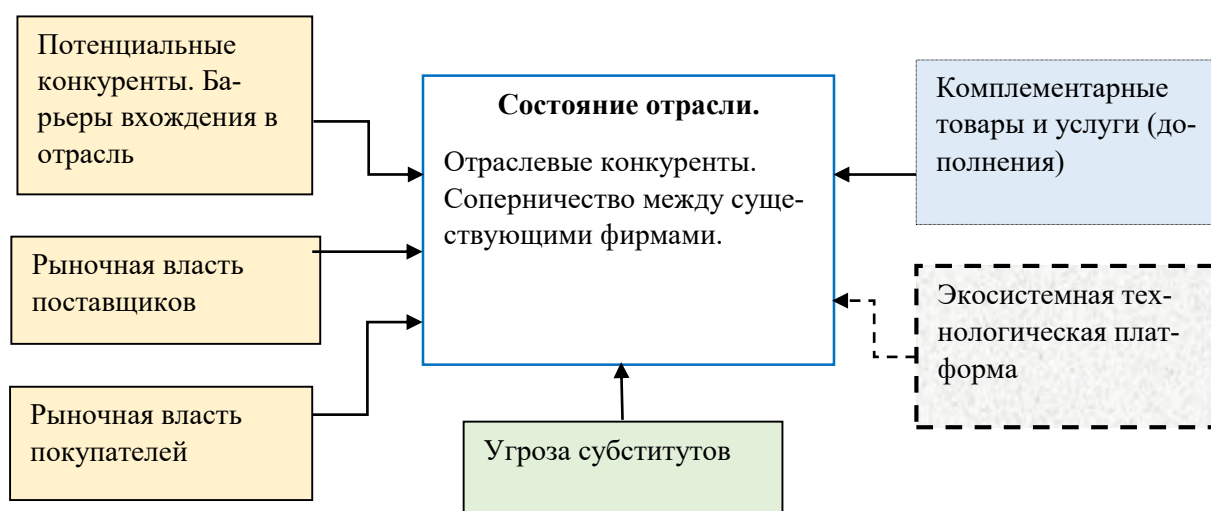 Потенциальные
конкуренты. Ба-
рьеры вхождения в
отрасль
Рыночная власть
поставщиков
Рыночная власть
покупателей
Состояние отрасли.
Отраслевые конкуренты.
Соперничество между суще-
ствующими фирмами.
Угроза субститутов
Комплементарные
товары и услуги (до-
полнения)
Экосистемная тех-
нологическая плат-
форма